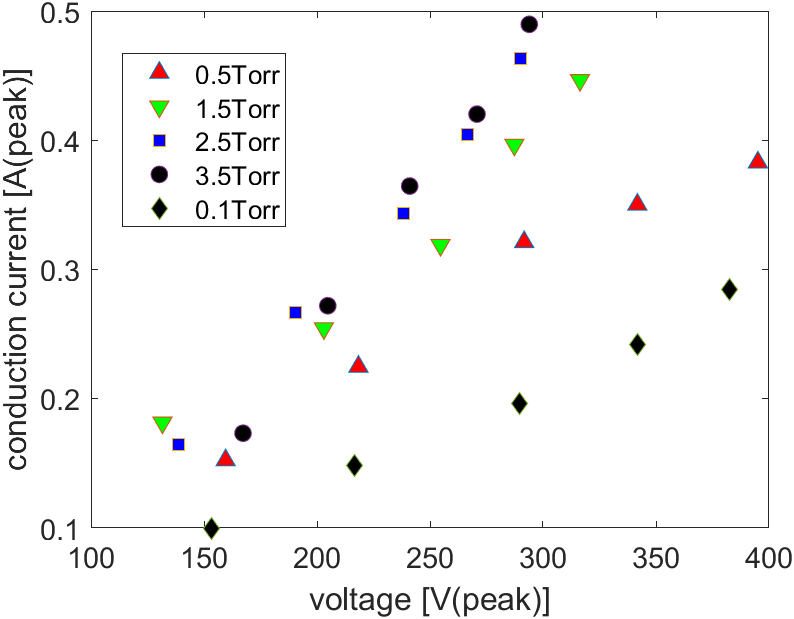 0.5
0.4
0.3
0.2
0.1
conduction current [A(peak)]
0.5Torr
1.5Torr
2.5Torr
3.5Torr
0.1Torr
100 150 200 250 300 350 400
voltage [V(peak)]